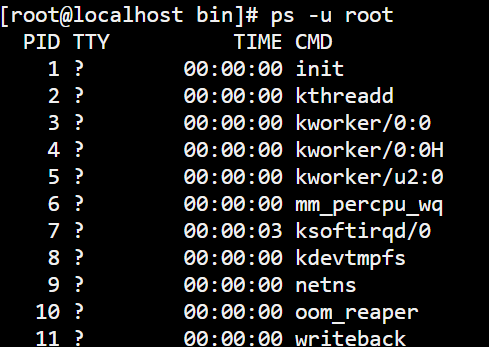 [root@localhost bin]# ps -u root
PID TTY TIME CMD
1 ? 00:00:00 init
2 ? 00:00:00 kthreadd
3 ? 00:00:00 kworker/0:0
4 ? 00:00:00 kworker/0:0H
5 ? 00:00:00 kworker/u2:0
6 ? 00:00:00 mm_percpu_wq
7 ? 00:00:03 ksoftirqd/0
8 ? 00:00:00 kdevtmpfs
9 ? 00:00:00 netns
10 ? 00:00:00 oom_reaper
11 ? 00:00:00 writeback